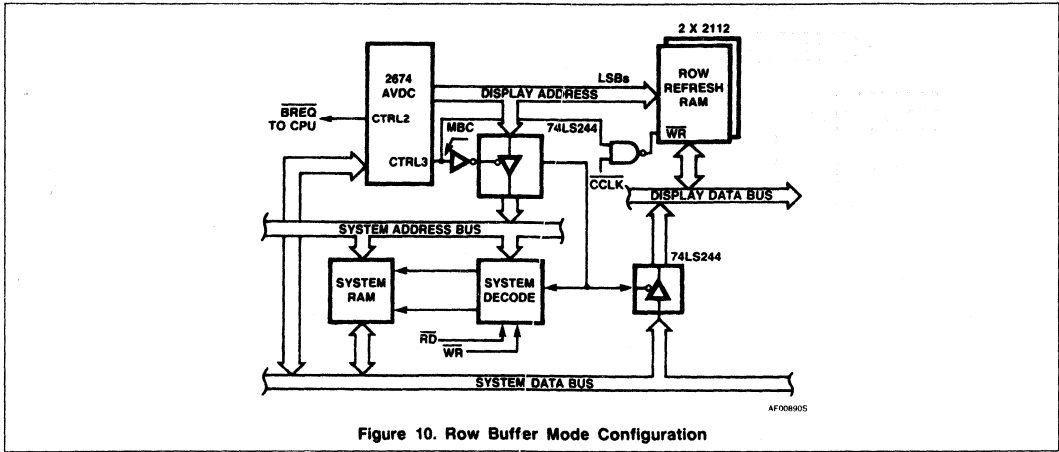 2 X 2112
2674
AVDC
LSBs
DISPLAY ADDRESS
ROW
REFRESH
RAM
BREQ
TO CPU
CTRL2
MBC
74LS244
WR
CTRL3
CCLK
DISPLAY DATA BUS
SYSTEM ADDRESS BUS
74LS244
SYSTEM
RAM
SYSTEM
DECODE
RD
WR
SYSTEM DATA BUS
AF00890S
Figure 10. Row Buffer Mode Configuration